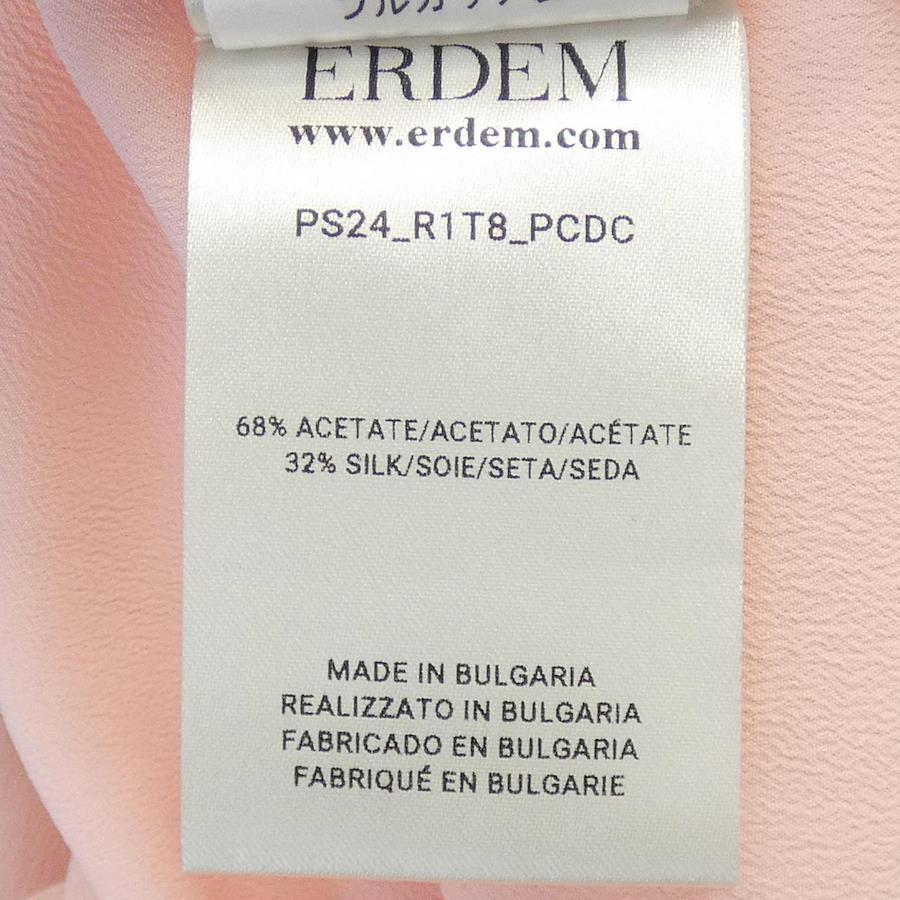 ERDEM
www.erdem.com
PS24_R1T8_PCDC
68% ACETATE/ACETATO/ACÉTATE
32% SILK/SOIE/SETA/SEDA
MADE IN BULGARIA
REALIZZATO IN BULGARIA
FABRICADO EN BULGARIA
FABRIQUÉ EN BULGARIE